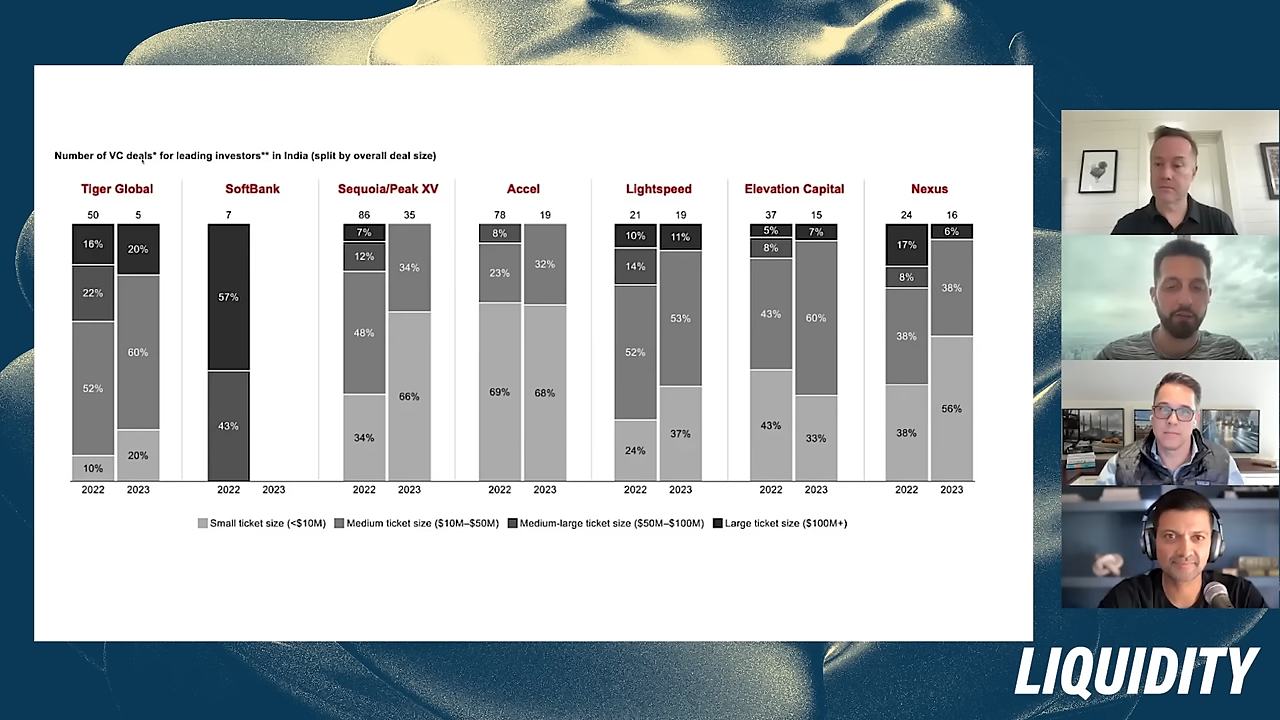 Number of VC deals* for leading investors** in India (split by overall deal size)
Tiger Global SoftBank Sequoia/Peak XV Accel Lightspeed Elevation Capital Nexus
50 5 7 86 35 78 19 21 19 37 15 24 16
16% 20% 57% 7% 34% 8% 32% 10% 11% 5% 7% 17% 6%
22% 60% 43% 12% 66% 23% 68% 14% 53% 8% 60% 8% 38%
52% 20% 48% 69% 52% 37% 43% 33% 38% 56%
10% 34% 24% 43% 38%
2022 2023 2022 2023 2022 2023 2022 2023 2022 2023 2022 2023 2022 2023
Small ticket size (<$10M) Medium ticket size ($10M–$50M) Medium-large ticket size ($50M–$100M) Large ticket size ($100M+)
LIQUIDITY